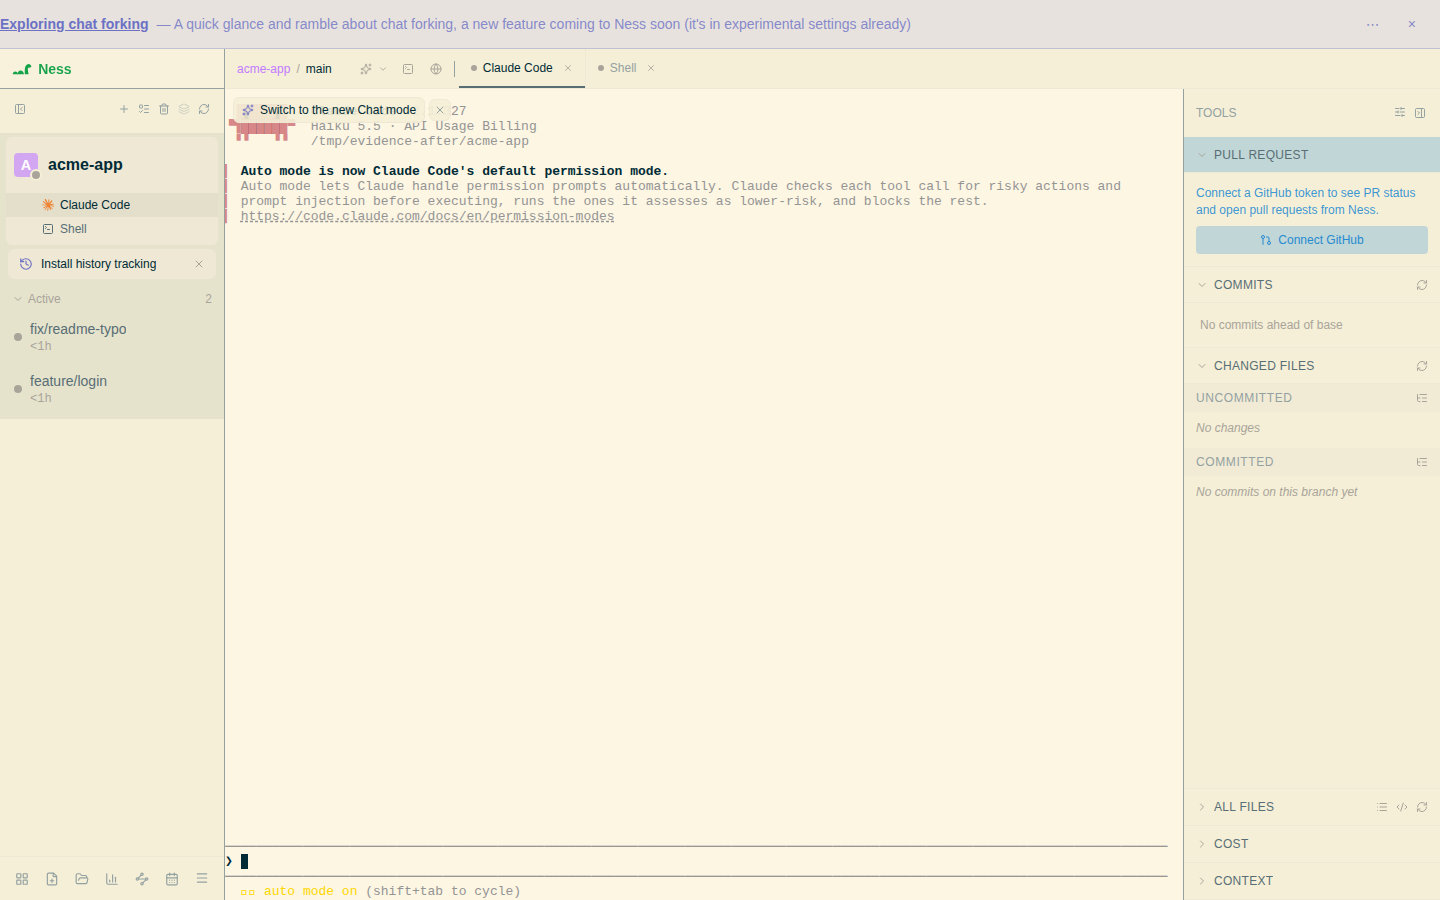 Exploring chat forking — A quick glance and ramble about chat forking, a new feature coming to Ness soon (it's in experimental settings already)
Ness
acme-app / main
Claude Code
Shell
A acme-app
Claude Code
Shell
Install history tracking
Active 2
fix/readme-typo
<1h
feature/login
<1h
Switch to the new Chat mode
27
Haiku 5.5 · API Usage Billing
/tmp/evidence-after/acme-app
Auto mode is now Claude Code's default permission mode.
Auto mode lets Claude handle permission prompts automatically. Claude checks each tool call for risky actions and
prompt injection before executing, runs the ones it assesses as lower-risk, and blocks the rest.
https://code.claude.com/docs/en/permission-modes
❯
auto mode on (shift+tab to cycle)
TOOLS
PULL REQUEST
Connect a GitHub token to see PR status
and open pull requests from Ness.
Connect GitHub
COMMITS
No commits ahead of base
CHANGED FILES
UNCOMMITTED
No changes
COMMITTED
No commits on this branch yet
ALL FILES
COST
CONTEXT